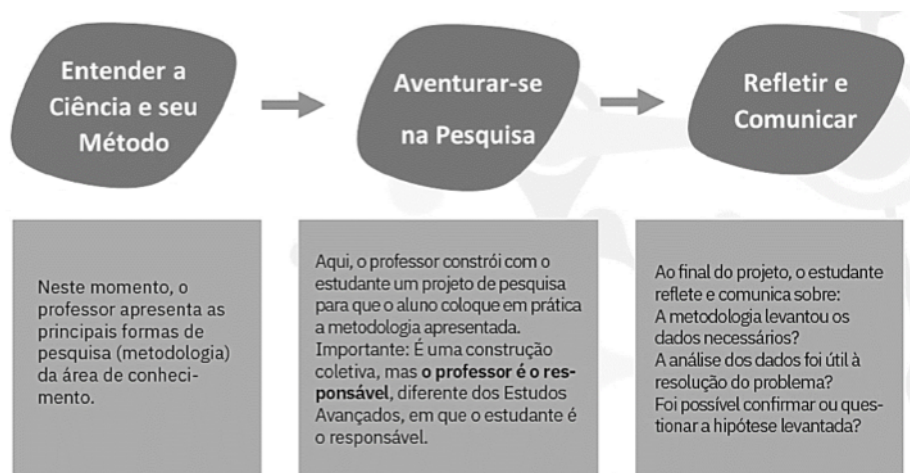 Entender a
Ciência e seu
Método
Aventurar-se
na Pesquisa
Refletir e
Comunicar
Neste momento, o
professor apresenta as
principais formas de
pesquisa (metodologia)
da área de conheci-
mento.
Aqui, o professor constrói com o
estudante um projeto de pesquisa
para que o aluno coloque em prática
a metodologia apresentada.
Importante: É uma construção
coletiva, mas o professor é o res-
ponsável, diferente dos Estudos
Avançados, em que o estudante é
o responsável.
Ao final do projeto, o estudante
reflete e comunica sobre:
A metodologia levantou os
dados necessários?
A análise dos dados foi útil à
resolução do problema?
Foi possível confirmar ou ques-
tionar a hipótese levantada?